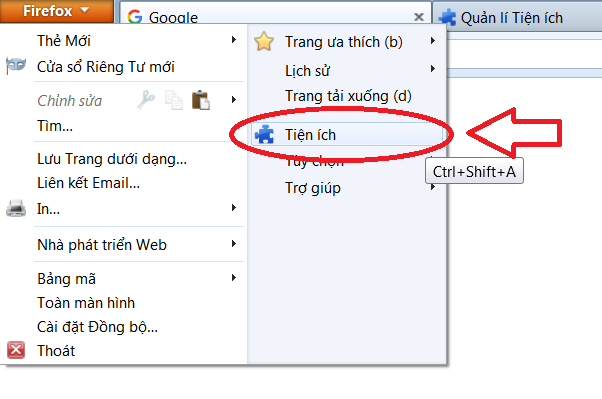 Firefox
Google
Quản lí Tiện ích
Thẻ Mới
Cửa sổ Riêng Tư mới
Chỉnh sửa
Tìm...
Lưu Trang dưới dạng...
Liên kết Email...
In...
Nhà phát triển Web
Bảng mã
Toàn màn hình
Cài đặt Đồng bộ...
Thoát
Trang ưa thích (b)
Lịch sử
Trang tải xuống (d)
Tiện ích
Tùy chọn
Trợ giúp
Ctrl+Shift+A